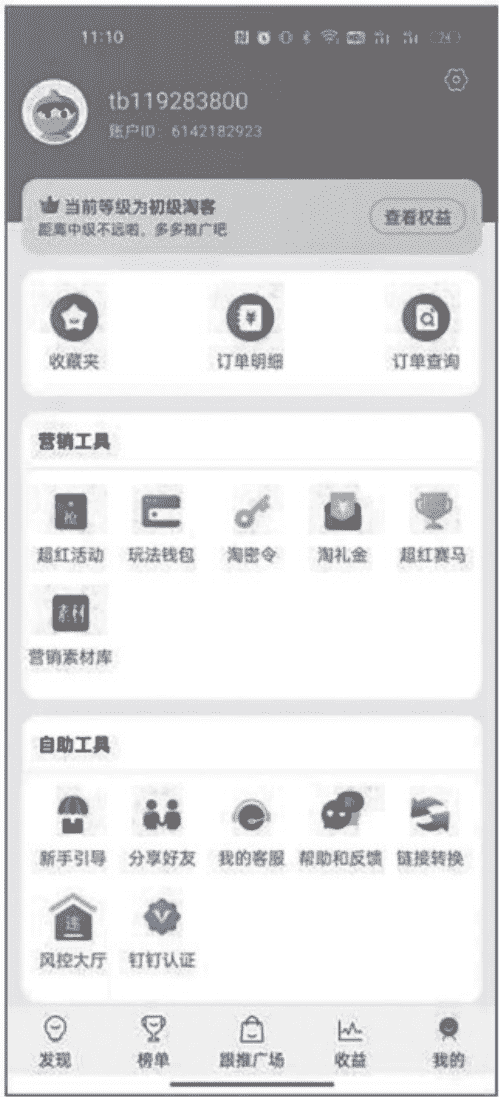 11:10
tb119283800
账户ID: 6142182923
当前等级为初级淘客
距离中级不远啦，多多推广吧
查看权益
收藏夹 订单明细 订单查询
营销工具
抢
¥
超红活动 玩法钱包 淘密令 淘礼金 超红赛马
素材
营销素材库
自助工具
新手引导 分享好友 我的客服 帮助和反馈 链接转换
违
风控大厅 钉钉认证
发现 榜单 跟推广场 收益 我的